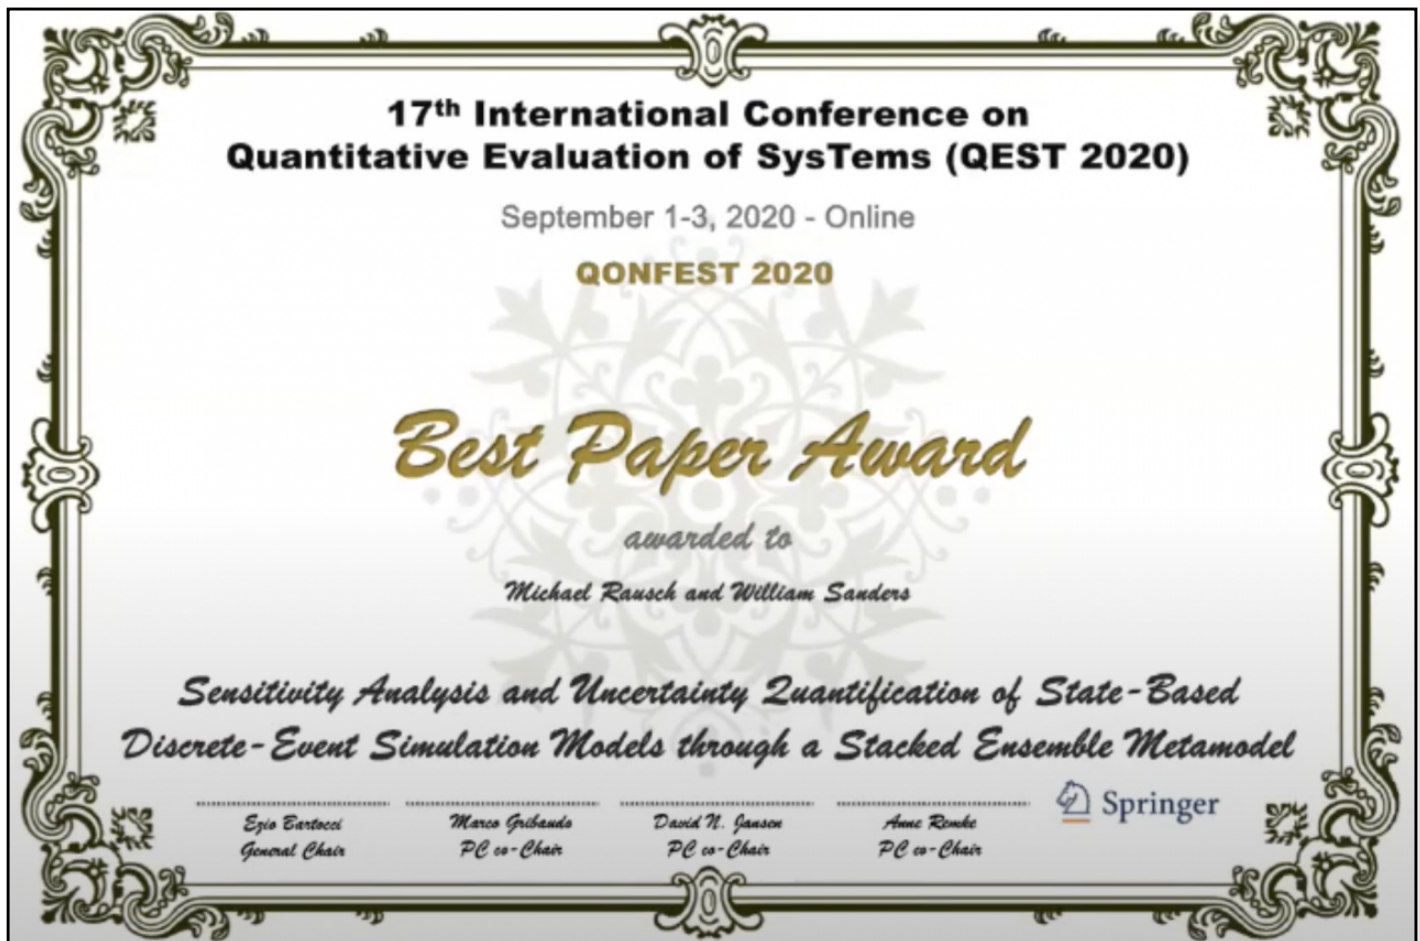 17th International Conference on
Quantitative Evaluation of SysTems (QEST 2020)
September 1-3, 2020 - Online
QONFEST 2020
Best Paper Award
awarded to
Michael Rausch and William Sanders
Sensitivity Analysis and Uncertainty Quantification of State-Based
Discrete-Event Simulation Models through a Stacked Ensemble Metamodel
Ezio Bartocci Marco Gribaudo David N. Jansen Anne Remke
General Chair PC co-Chair PC co-Chair PC co-Chair
Springer